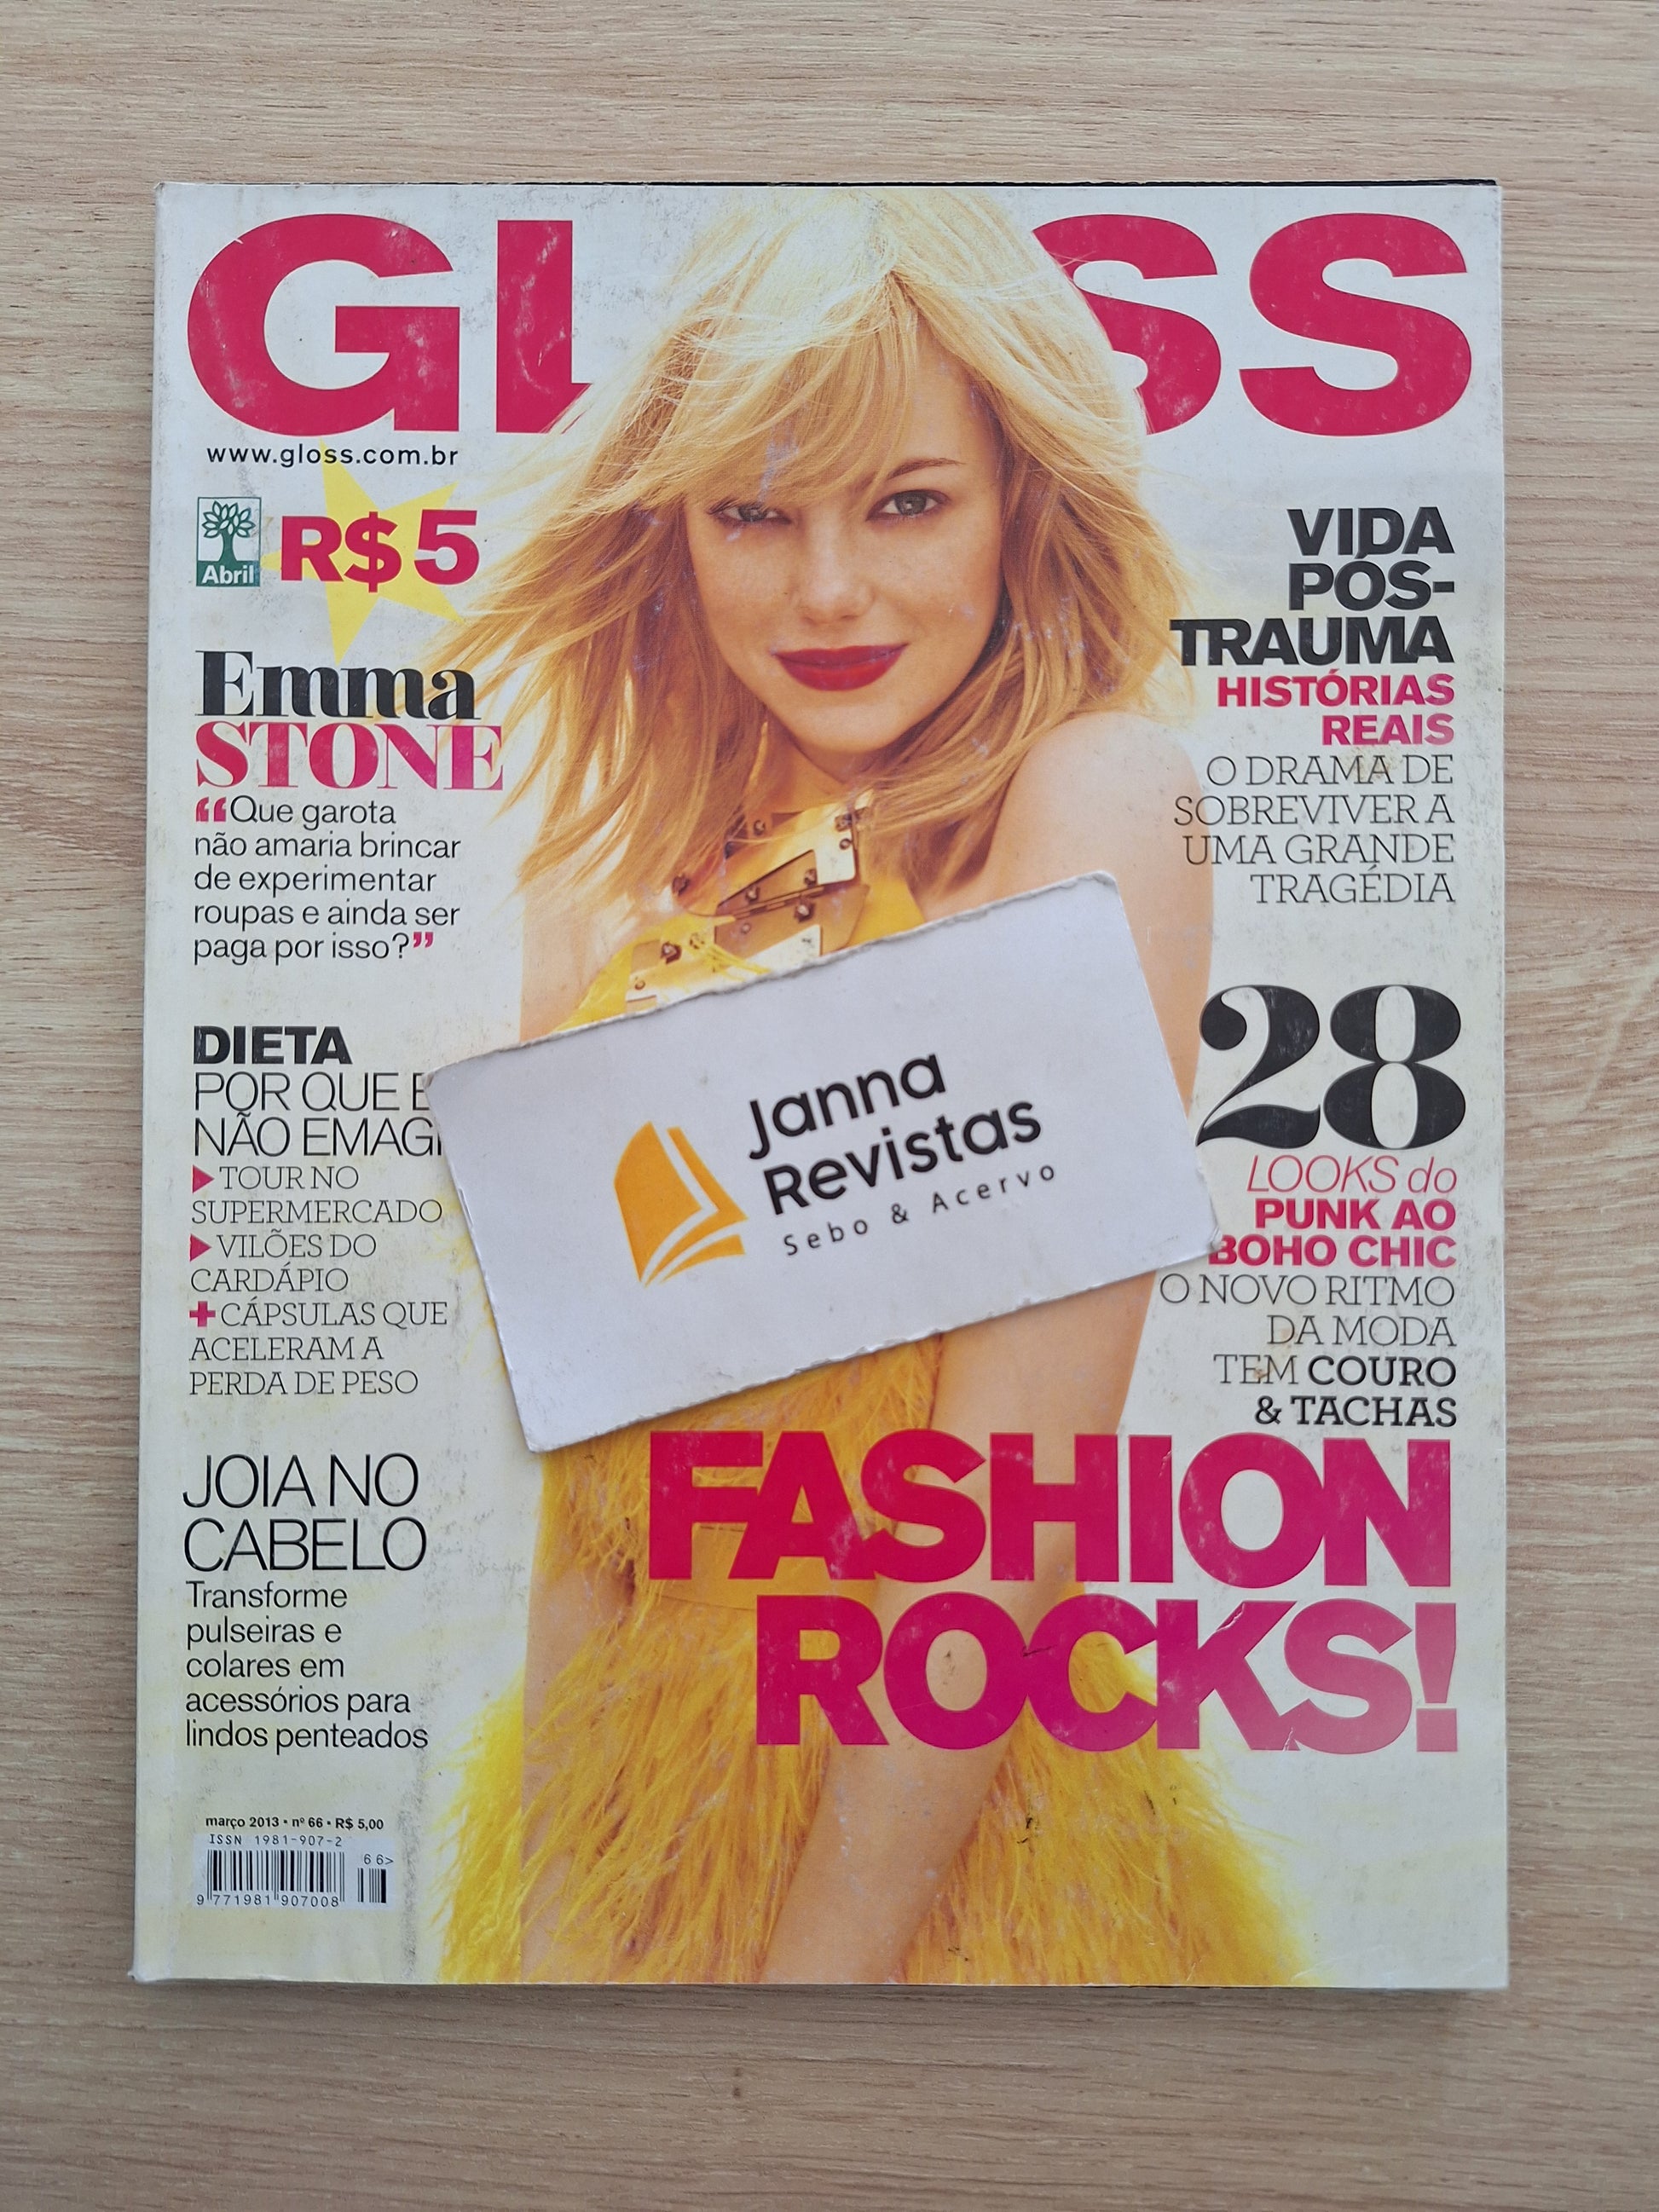 GLOSS
www.gloss.com.br
Abril
R$5
Emma
STONE
“Que garota
não amaria brincar
de experimentar
roupas e ainda ser
paga por isso?”
DIETA
POR QUE
NÃO
TOUR NO
SUPERMERCADO
VILÕES DO
CARDÁPIO
+ CÁPSULAS QUE
ACELERAM A
PERDA DE PESO
JOIA NO
CABELO
Transforme
pulseiras e
colares em
acessórios para
lindos penteados
março 2013 • nº 66 • R$ 5,00
ISSN 1981-907-2
66>
9 771981 907008
VIDA
PÓS-
TRAUMA
HISTÓRIAS
REAIS
O DRAMA DE
SOBREVIVER A
UMA GRANDE
TRAGÉDIA
28
LOOKS do
PUNK AO
BOHO CHIC
O NOVO RITMO
DA MODA
TEM COURO
& TACHAS
FASHION
ROCKS!
Janna
Revistas
Sebo & Acervo